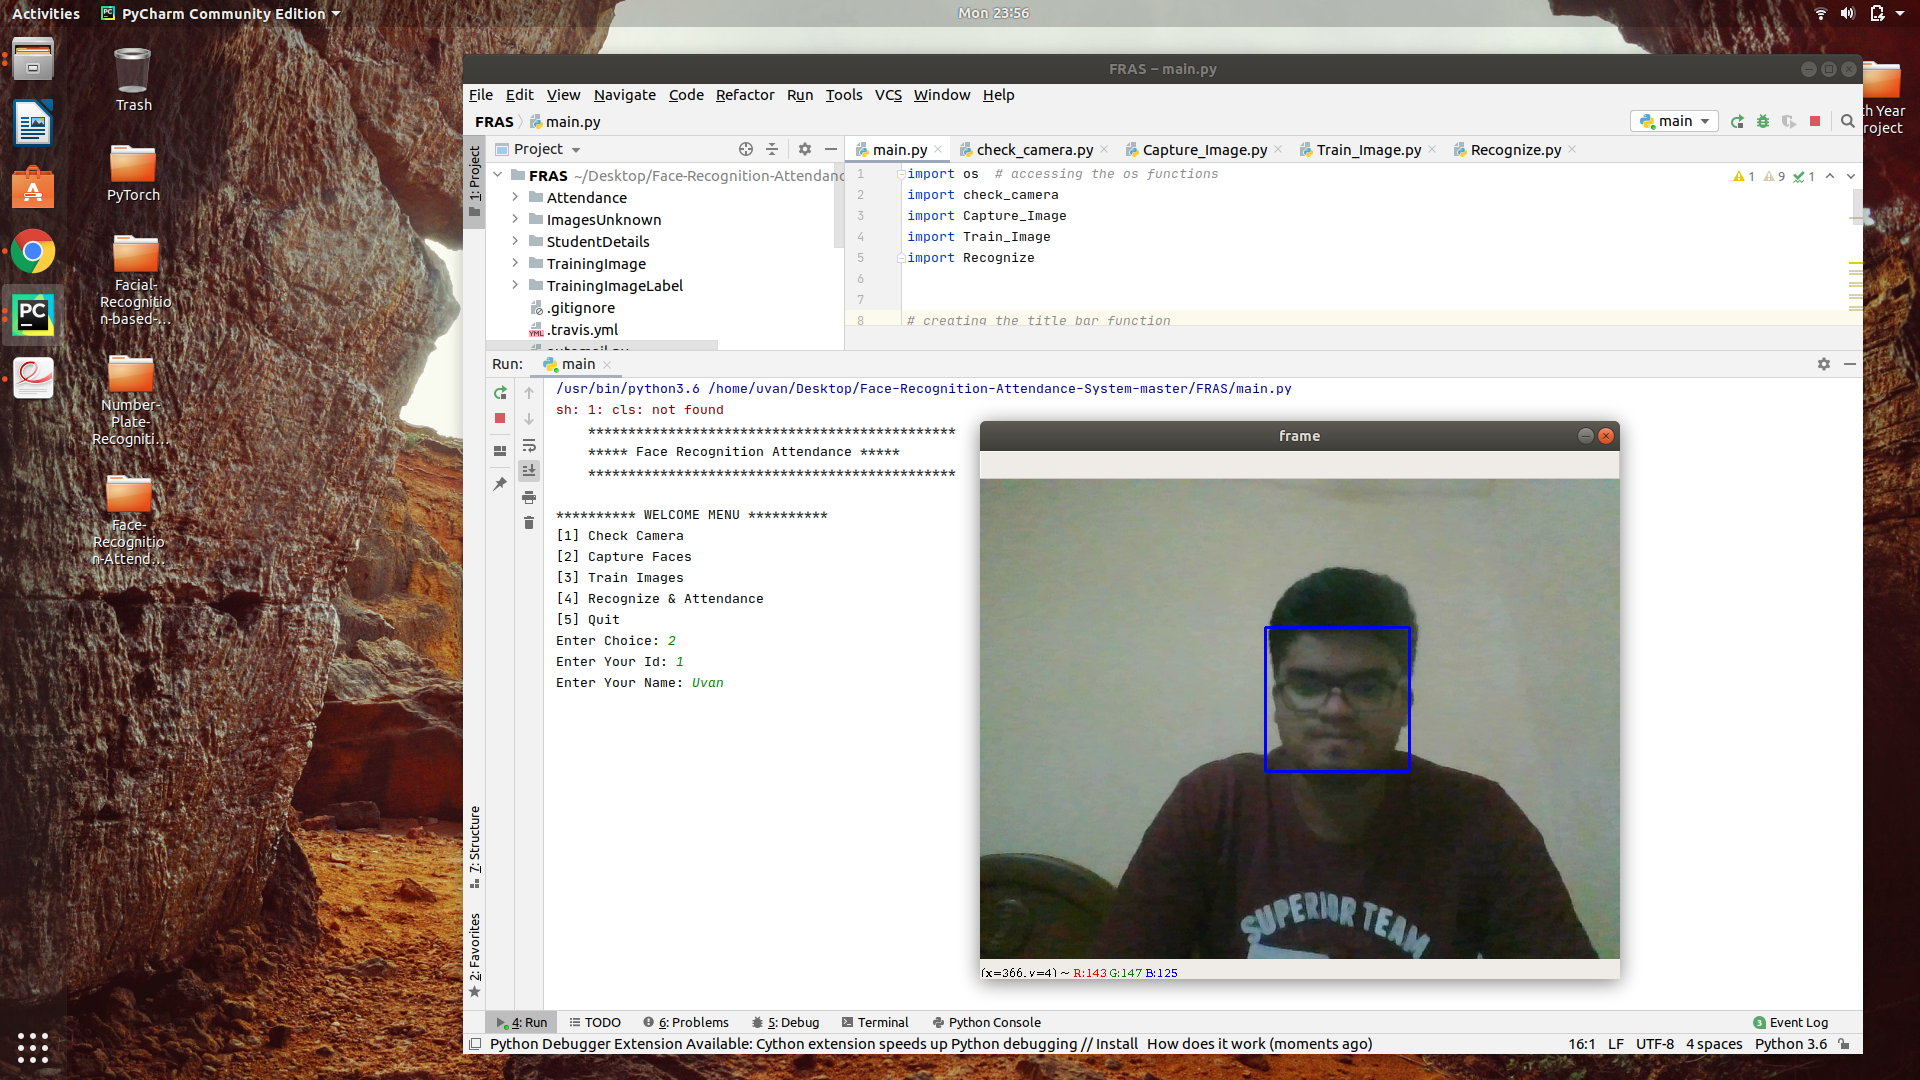 Activities
PyCharm Community Edition
Mon 23:56
Trash
PyTorch
Facial-
Recognitio
n-based-...
Number-
Plate-
Recogniti...
Face-
Recognitio
n-Attend...
th Year
roject
FRAS – main.py
File Edit View Navigate Code Refactor Run Tools VCS Window Help
FRAS main.py
main
1: Project
Project
FRAS ~/Desktop/Face-Recognition-Attendanc
Attendance
ImagesUnknown
StudentDetails
TrainingImage
TrainingImageLabel
.gitignore
.travis.yml
main.py check_camera.py Capture_Image.py Train_Image.py Recognize.py
1 import os # accessing the os functions
2 import check_camera
3 import Capture_Image
4 import Train_Image
5 import Recognize
6
7
8 # creating the title bar function
1 9 1
Run: main
/usr/bin/python3.6 /home/uvan/Desktop/Face-Recognition-Attendance-System-master/FRAS/main.py
sh: 1: cls: not found
**********************************************
***** Face Recognition Attendance *****
**********************************************
********** WELCOME MENU **********
[1] Check Camera
[2] Capture Faces
[3] Train Images
[4] Recognize & Attendance
[5] Quit
Enter Choice: 2
Enter Your Id: 1
Enter Your Name: Uvan
frame
SUPERIOR TEAM
(x=366, y=4) ~ R:143 G:147 B:125
7: Structure
2: Favorites
4: Run TODO 6: Problems 5: Debug Terminal Python Console
3 Event Log
Python Debugger Extension Available: Cython extension speeds up Python debugging // Install How does it work (moments ago)
16:1 LF UTF-8 4 spaces Python 3.6